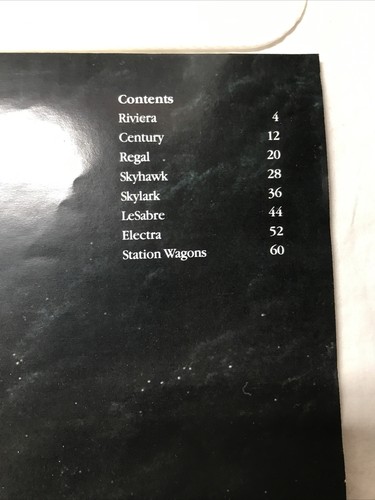 Contents
Riviera 4
Century 12
Regal 20
Skyhawk 28
Skylark 36
LeSabre 44
Electra 52
Station Wagons 60